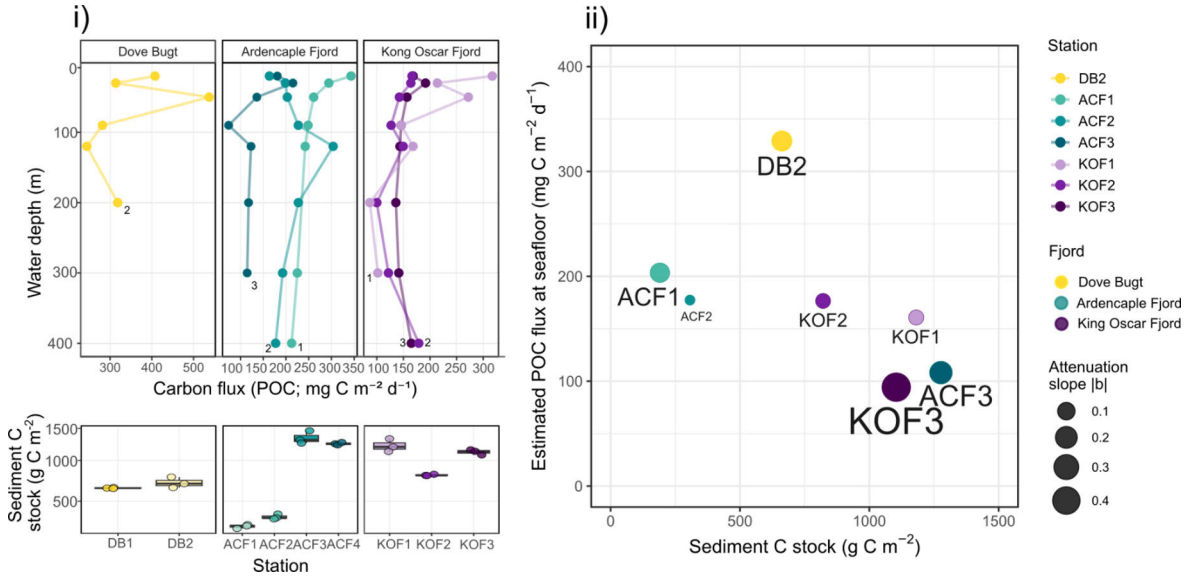 i)
Dove Bugt
Ardencaple Fjord
Kong Oscar Fjord
Water depth (m)
0
100
200
300
400
2
3
2
1
1
3
2
300 400 500
100 150 200 250 300 350
100 150 200 250 300
Carbon flux (POC; mg C m⁻² d⁻¹)
Sediment C
stock (g C m⁻²)
1500
1000
500
DB1 DB2
ACF1 ACF2 ACF3 ACF4
KOF1 KOF2 KOF3
Station
ii)
Estimated POC flux at seafloor (mg C m⁻² d⁻¹)
400
300
200
100
0
DB2
ACF1
ACF2
KOF2
KOF1
ACF3
KOF3
0 500 1000 1500
Sediment C stock (g C m⁻²)
Station
DB2
ACF1
ACF2
ACF3
KOF1
KOF2
KOF3
Fjord
Dove Bugt
Ardencaple Fjord
King Oscar Fjord
Attenuation
slope |b|
0.1
0.2
0.3
0.4